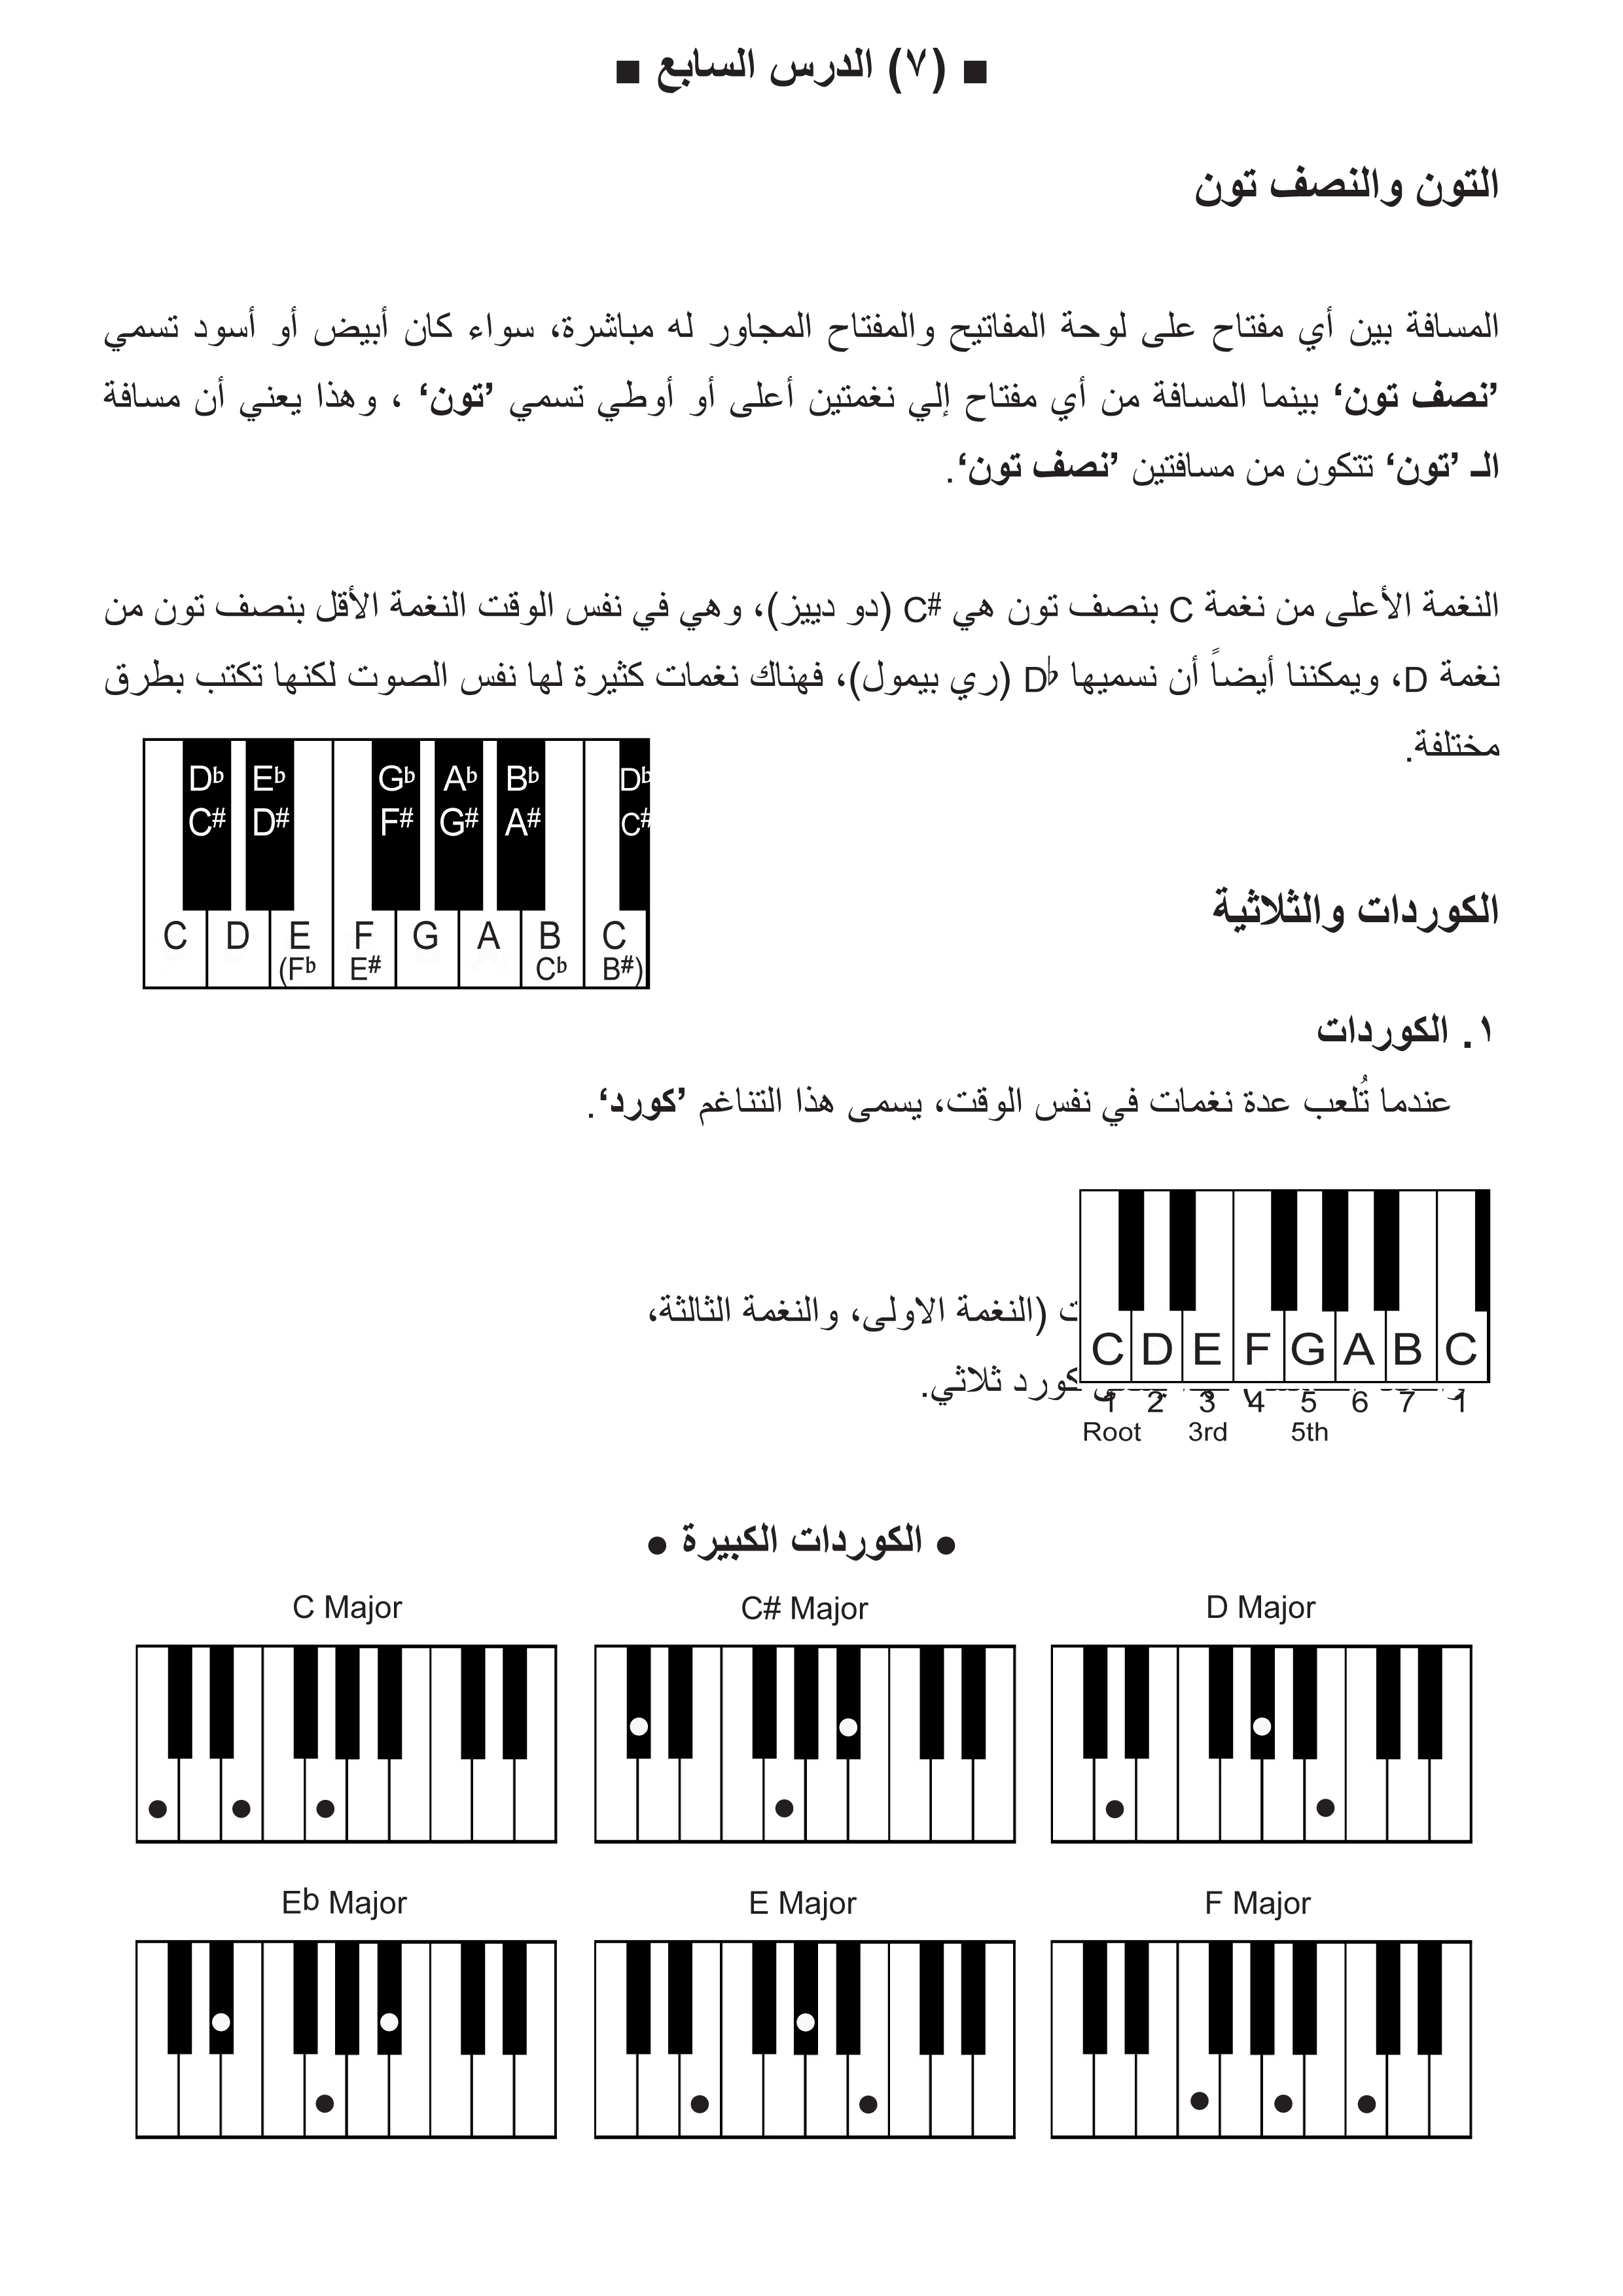 ■ (٧) الدرس السابع ■
التون والنصف تون
المسافة بين أي مفتاح على لوحة المفاتيح والمفتاح المجاور له مباشرة، سواء كان أبيض أو أسود تسمي
’نصف تون‘ بينما المسافة من أي مفتاح إلي نغمتين أعلى أو أوطي تسمي ’تون‘ ، وهذا يعني أن مسافة
الـ ’تون‘ تتكون من مسافتين ’نصف تون‘.
النغمة الأعلى من نغمة C بنصف تون هي C# (دو دييز)، وهي في نفس الوقت النغمة الأقل بنصف تون من
نغمة D، ويمكننا أيضاً أن نسميها D♭ (ري بيمول)، فهناك نغمات كثيرة لها نفس الصوت لكنها تكتب بطرق
مختلفة.
D♭ E♭ G♭ A♭ B♭ D♭
C# D# F# G# A# C#
C D E F G A B C
(F♭ E# C♭ B#)
الكوردات والثلاثية
١. الكوردات
عندما تُلعب عدة نغمات في نفس الوقت، يسمى هذا التناغم ’كورد‘.
(النغمة الاولى، والنغمة الثالثة،
كورد ثلاثي.
C D E F G A B C
1 2 3 4 5 6 7 1
Root 3rd 5th
• الكوردات الكبيرة •
C Major C# Major D Major
E♭ Major E Major F Major